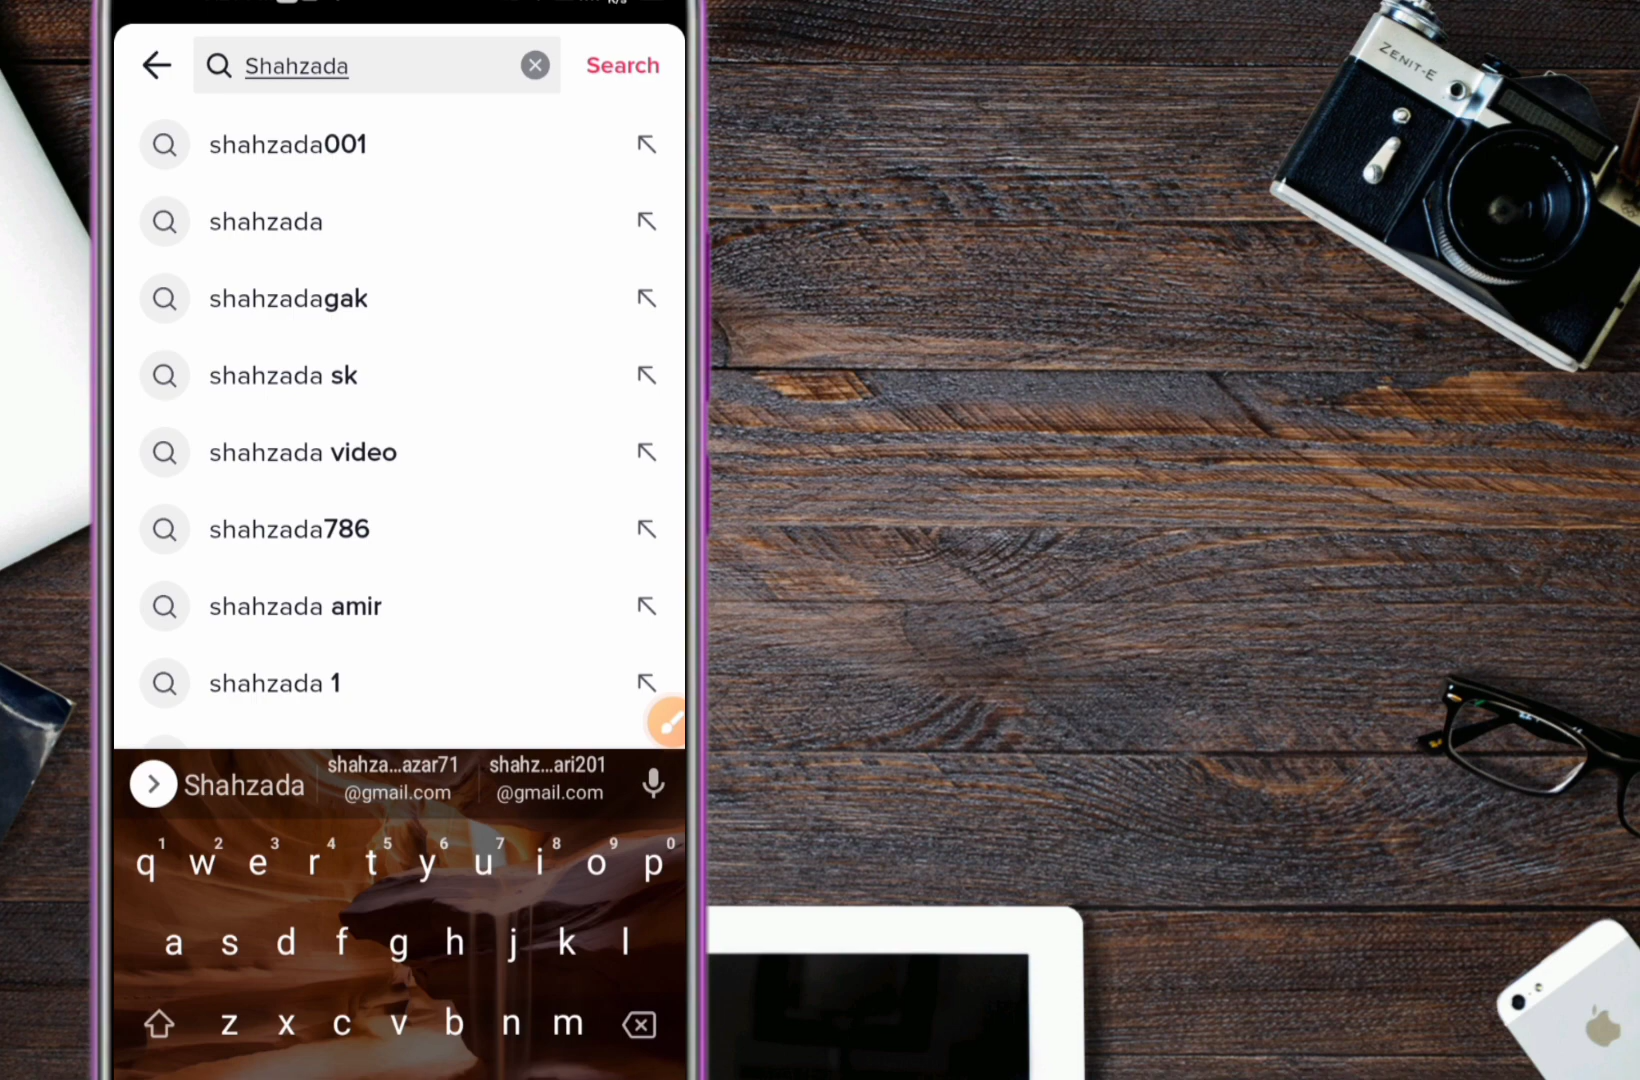 Shahzada
Search
shahzada001
shahzada
shahzadagak
shahzada sk
shahzada video
shahzada786
shahzada amir
shahzada 1
Shahzada
shahza...azar71
@gmail.com
shahz...ari201
@gmail.com
1 2 3 4 5 6 7 8 9 0
q w e r t y u i o p
a s d f g h j k l
z x c v b n m
ZENIT-E